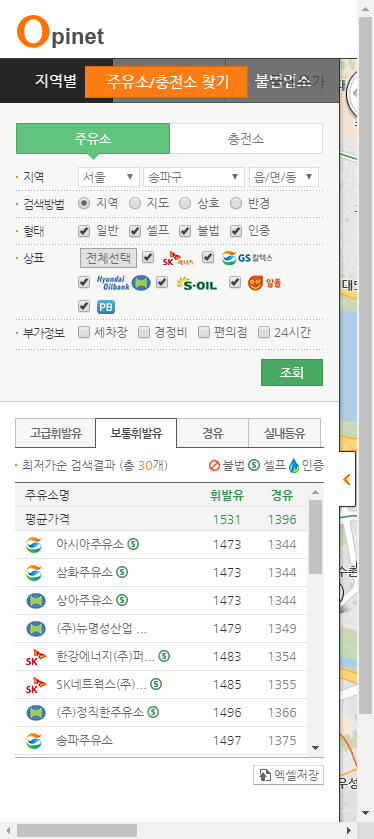 Opinet
지역별 주유소/충전소 찾기 불법업소
주유소 충전소
지역 서울 송파구 읍/면/동
검색방법 지역 지도 상호 반경
형태 일반 셀프 불법 인증
상표 전체선택 SK에너지 GS칼텍스
Hyundai Oilbank S-OIL 알뜰
PB
부가정보 세차장 경정비 편의점 24시간
조회
고급휘발유 보통휘발유 경유 실내등유
최저가순 검색결과 (총 30개) 불법 S 셀프 인증
주유소명 휘발유 경유
평균가격 1531 1396
아시아주유소 S 1473 1344
삼화주유소 S 1473 1344
상아주유소 S 1473 1344
(주)뉴명성산업 ... 1479 1349
SK 한강에너지(주)퍼... S 1483 1354
SK SK네트웍스(주)... S 1485 1355
(주)정직한주유소 S 1496 1366
송파주유소 1497 1375
엑셀저장